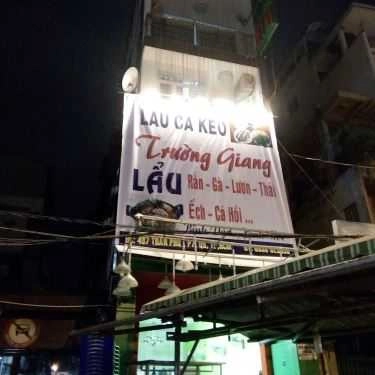 LẨU CÁ KÈO
Trường Giang
LẨU
Rắn - Gà - Lươn - Thái
Ếch - Cá Hồi ...